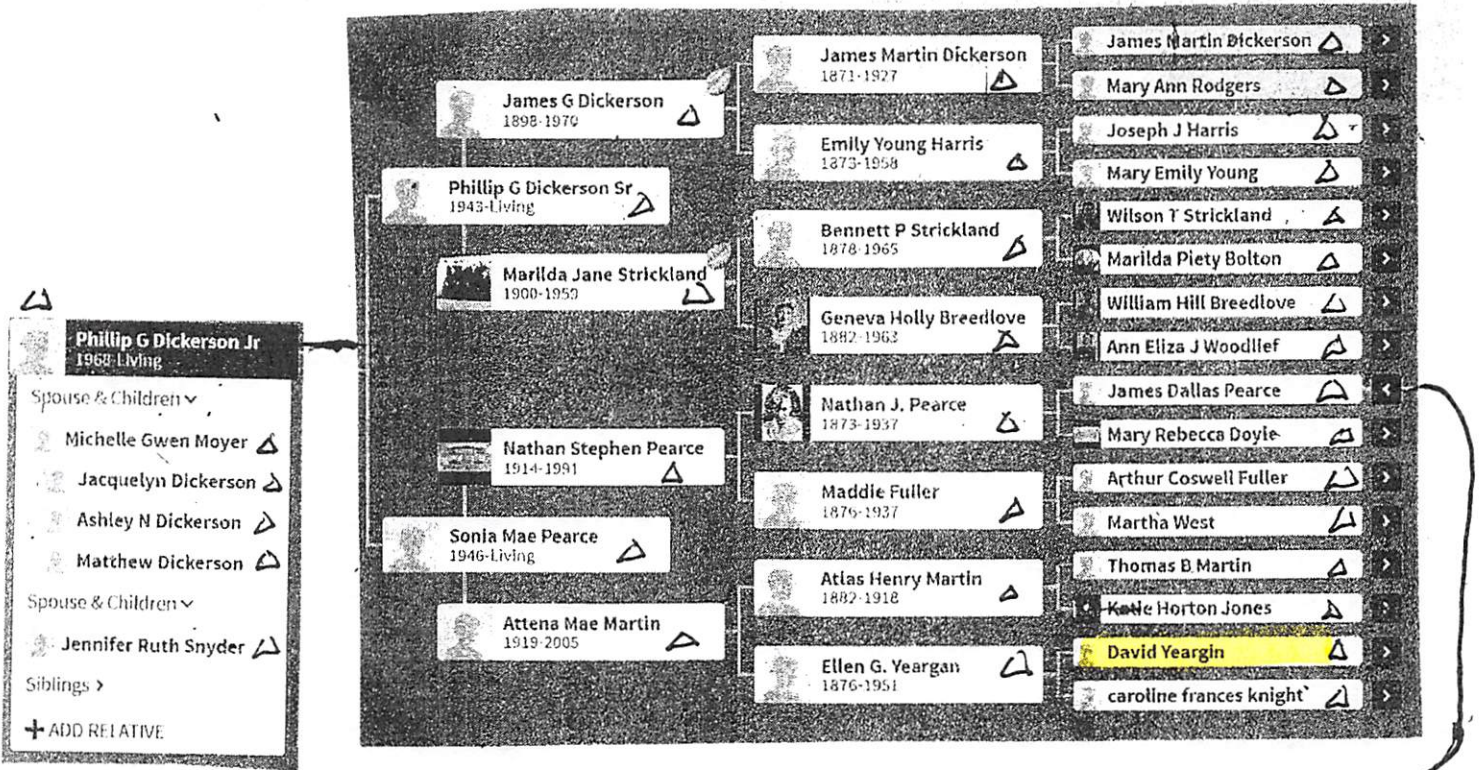 Phillip G Dickerson Jr
1968-Living
Spouse & Children
Michelle Gwen Moyer
Jacquelyn Dickerson
Ashley N Dickerson
Matthew Dickerson
Spouse & Children
Jennifer Ruth Snyder
Siblings >
+ ADD RELATIVE
Phillip G Dickerson Sr
1943-Living
Sonia Mae Pearce
1946-Living
James G Dickerson
1898-1970
Marilda Jane Strickland
1900-1959
Nathan Stephen Pearce
1914-1991
Attena Mae Martin
1919-2005
James Martin Dickerson
1871-1927
Emily Young Harris
1873-1958
Bennett P Strickland
1878-1965
Geneva Holly Breedlove
1882-1963
Nathan J. Pearce
1873-1937
Maddie Fuller
1876-1937
Atlas Henry Martin
1882-1918
Ellen G. Yeargan
1876-1951
James Martin Dickerson
Mary Ann Rodgers
Joseph J Harris
Mary Emily Young
Wilson T Strickland
Marilda Piety Bolton
William Hill Breedlove
Ann Eliza J Woodlief
James Dallas Pearce
Mary Rebecca Doyle
Arthur Coswell Fuller
Martha West
Thomas B Martin
Katie Horton Jones
David Yeargin
caroline frances knight